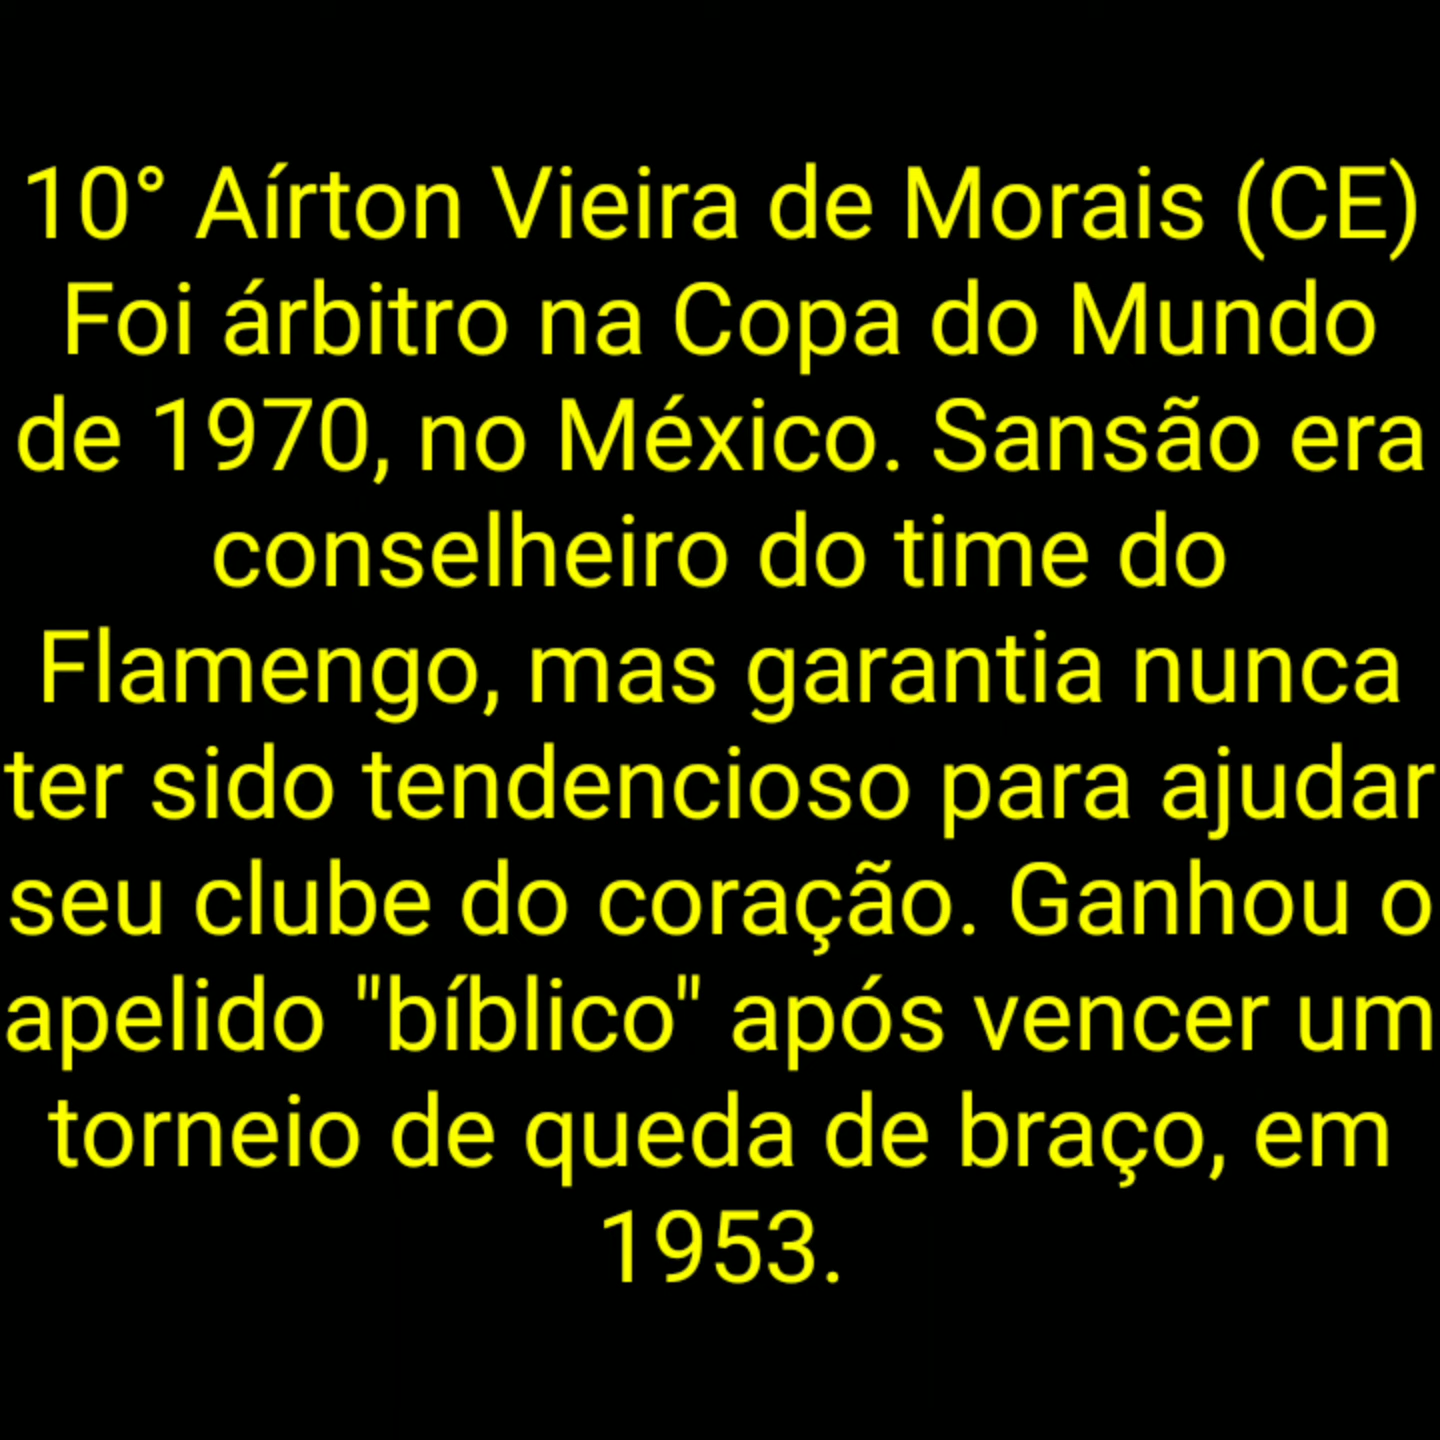 10° Aírton Vieira de Morais (CE)
Foi árbitro na Copa do Mundo
de 1970, no México. Sansão era
conselheiro do time do
Flamengo, mas garantia nunca
ter sido tendencioso para ajudar
seu clube do coração. Ganhou o
apelido "bíblico" após vencer um
torneio de queda de braço, em
1953.